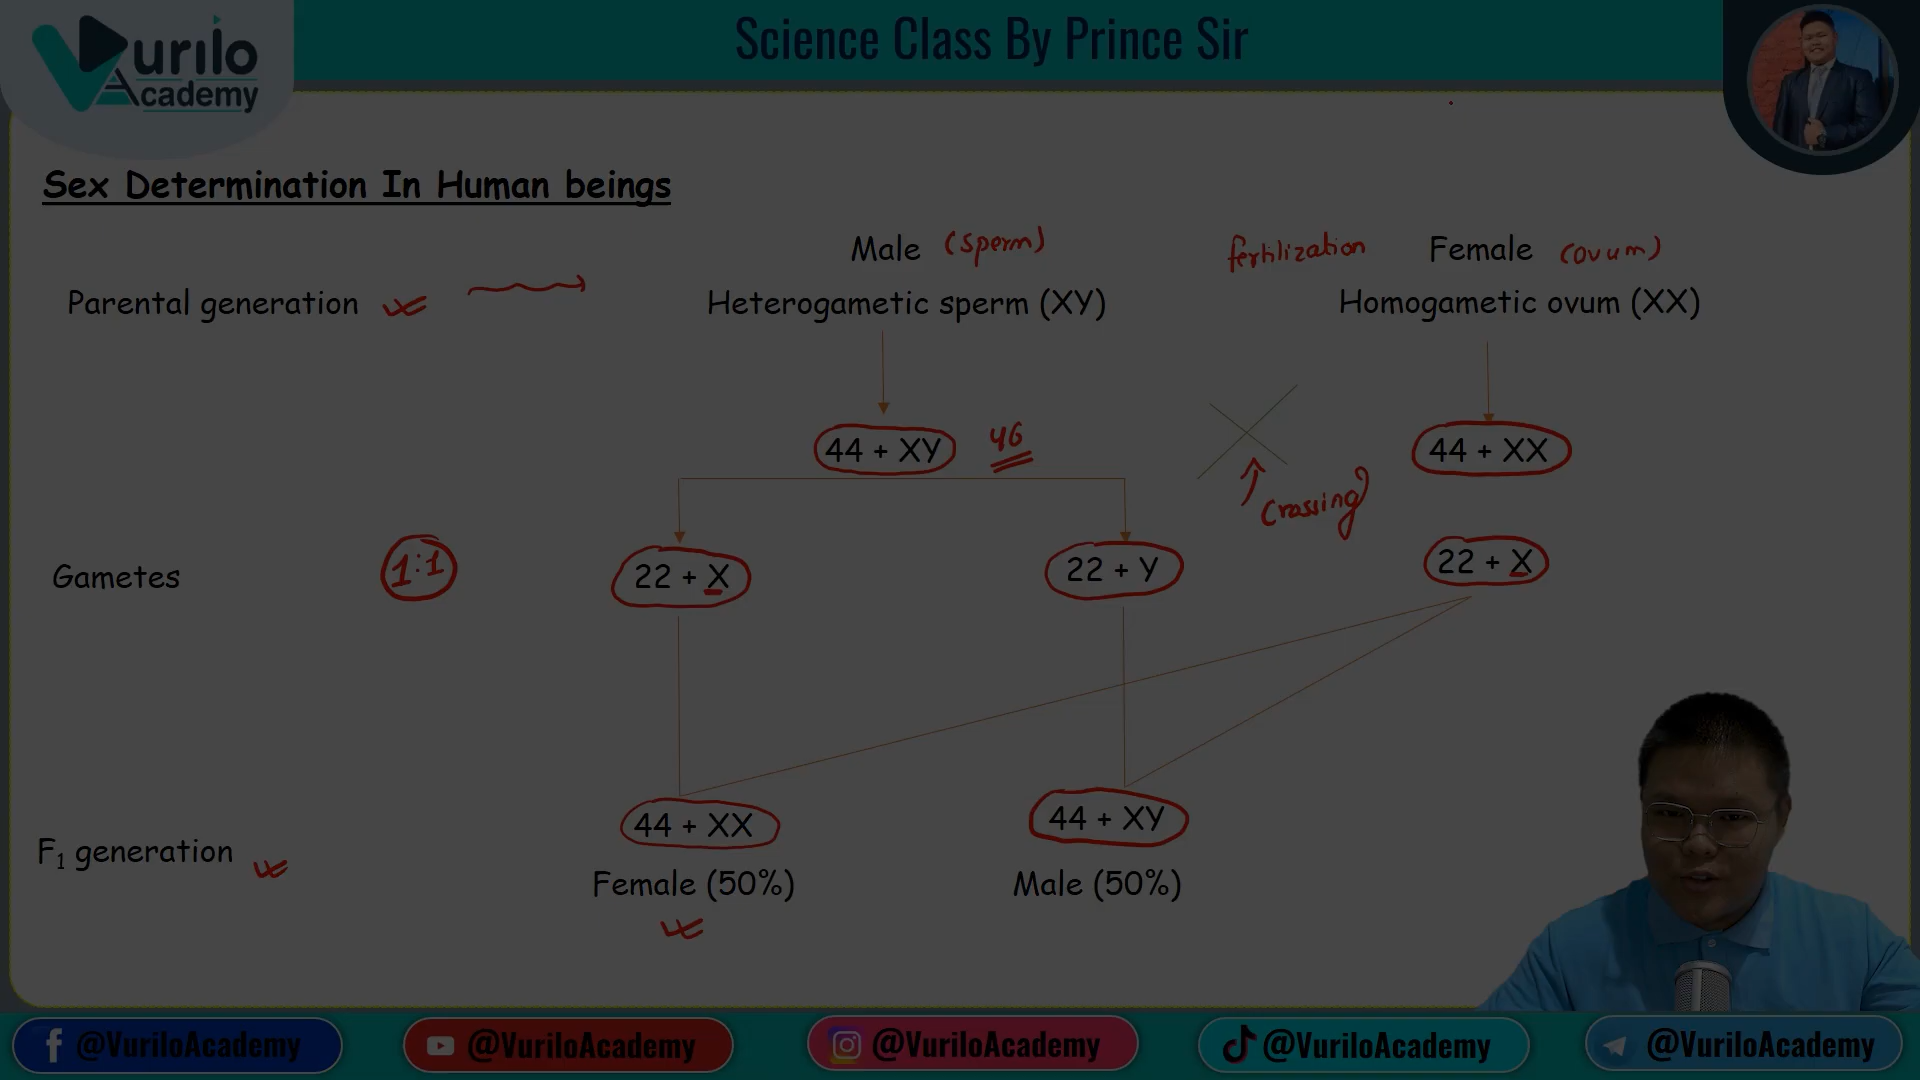 Vurilo
Academy
Science Class By Prince Sir
Sex Determination In Human beings
Male (sperm) fertilization Female (ovum)
Parental generation Heterogametic sperm (XY) Homogametic ovum (XX)
44 + XY 46 44 + XX
crossing
Gametes 1:1 22 + X 22 + Y 22 + X
44 + XX 44 + XY
F₁ generation
Female (50%) Male (50%)
@VuriloAcademy @VuriloAcademy @VuriloAcademy @VuriloAcademy @VuriloAcademy